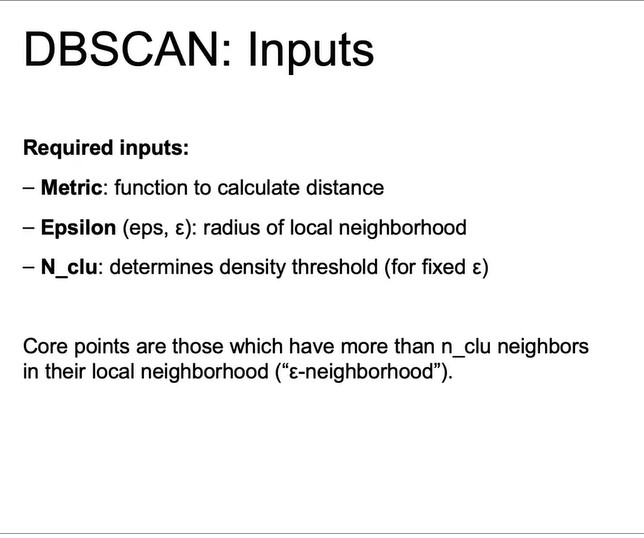 DBSCAN: Inputs
Required inputs:
– Metric: function to calculate distance
– Epsilon (eps, ε): radius of local neighborhood
– N_clu: determines density threshold (for fixed ε)
Core points are those which have more than n_clu neighbors
in their local neighborhood (“ε-neighborhood”).